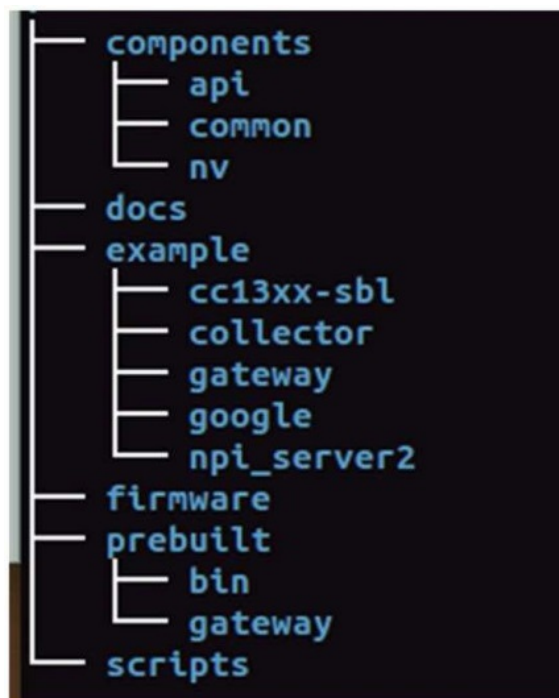 components
api
common
nv
docs
example
cc13xx-sbl
collector
gateway
google
npi_server2
firmware
prebuilt
bin
gateway
scripts